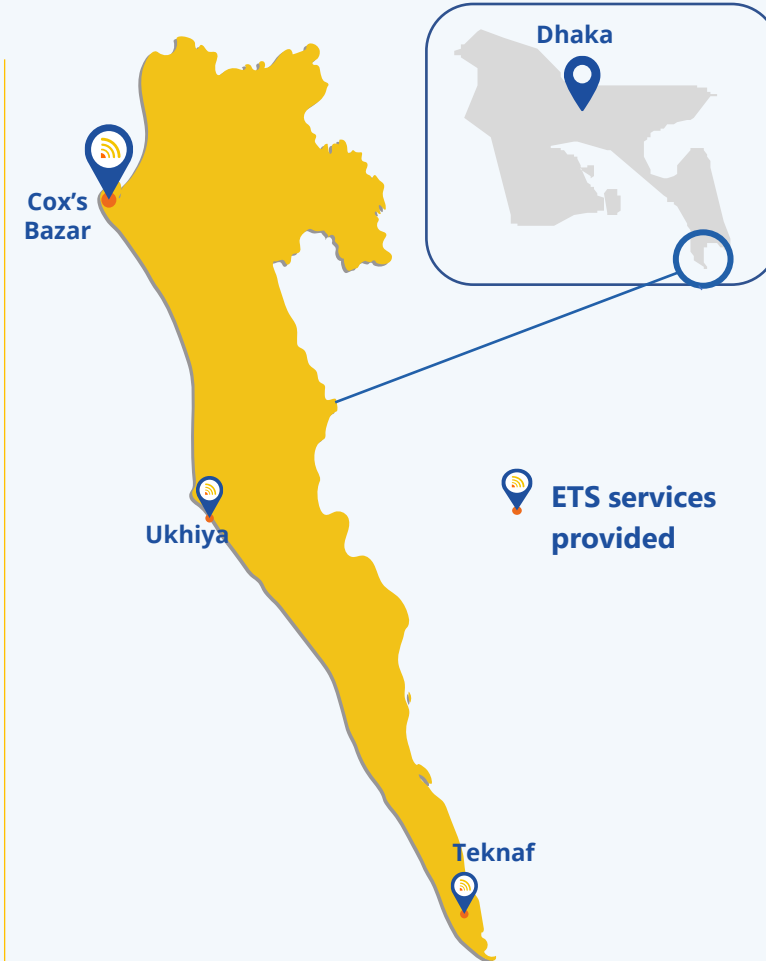 Dhaka
Cox’s
Bazar
ETS services
provided
Ukhiya
Teknaf